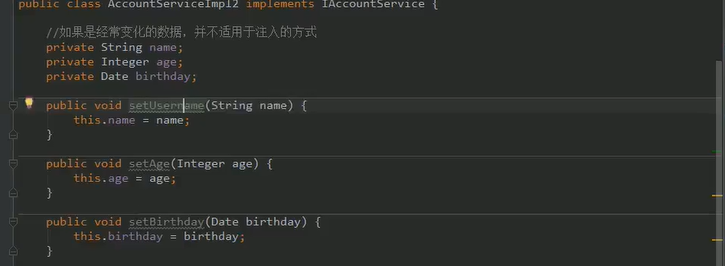 public class AccountServiceImpl2 implements IAccountService {
//如果是经常变化的数据，并不适用于注入的方式
private String name;
private Integer age;
private Date birthday;
public void setUsername(String name) {
this.name = name;
}
public void setAge(Integer age) {
this.age = age;
}
public void setBirthday(Date birthday) {
this.birthday = birthday;
}